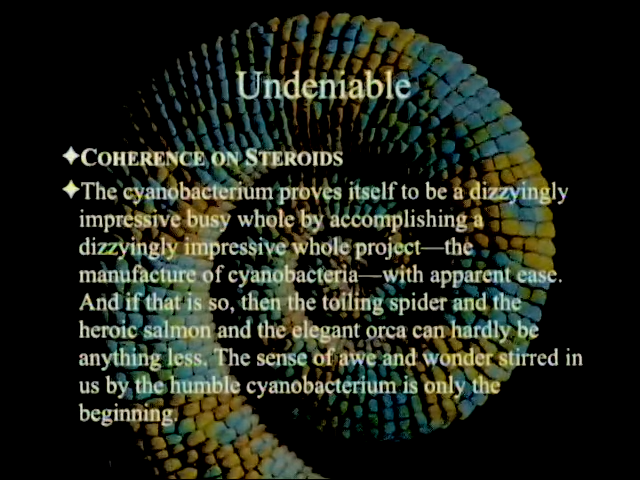 Undeniable
COHERENCE ON STEROIDS
The cyanobacterium proves itself to be a dizzyingly
impressive busy whole by accomplishing a
dizzyingly impressive whole project—the
manufacture of cyanobacteria—with apparent ease.
And if that is so, then the toiling spider and the
heroic salmon and the elegant orca can hardly be
anything less. The sense of awe and wonder stirred in
us by the humble cyanobacterium is only the
beginning.